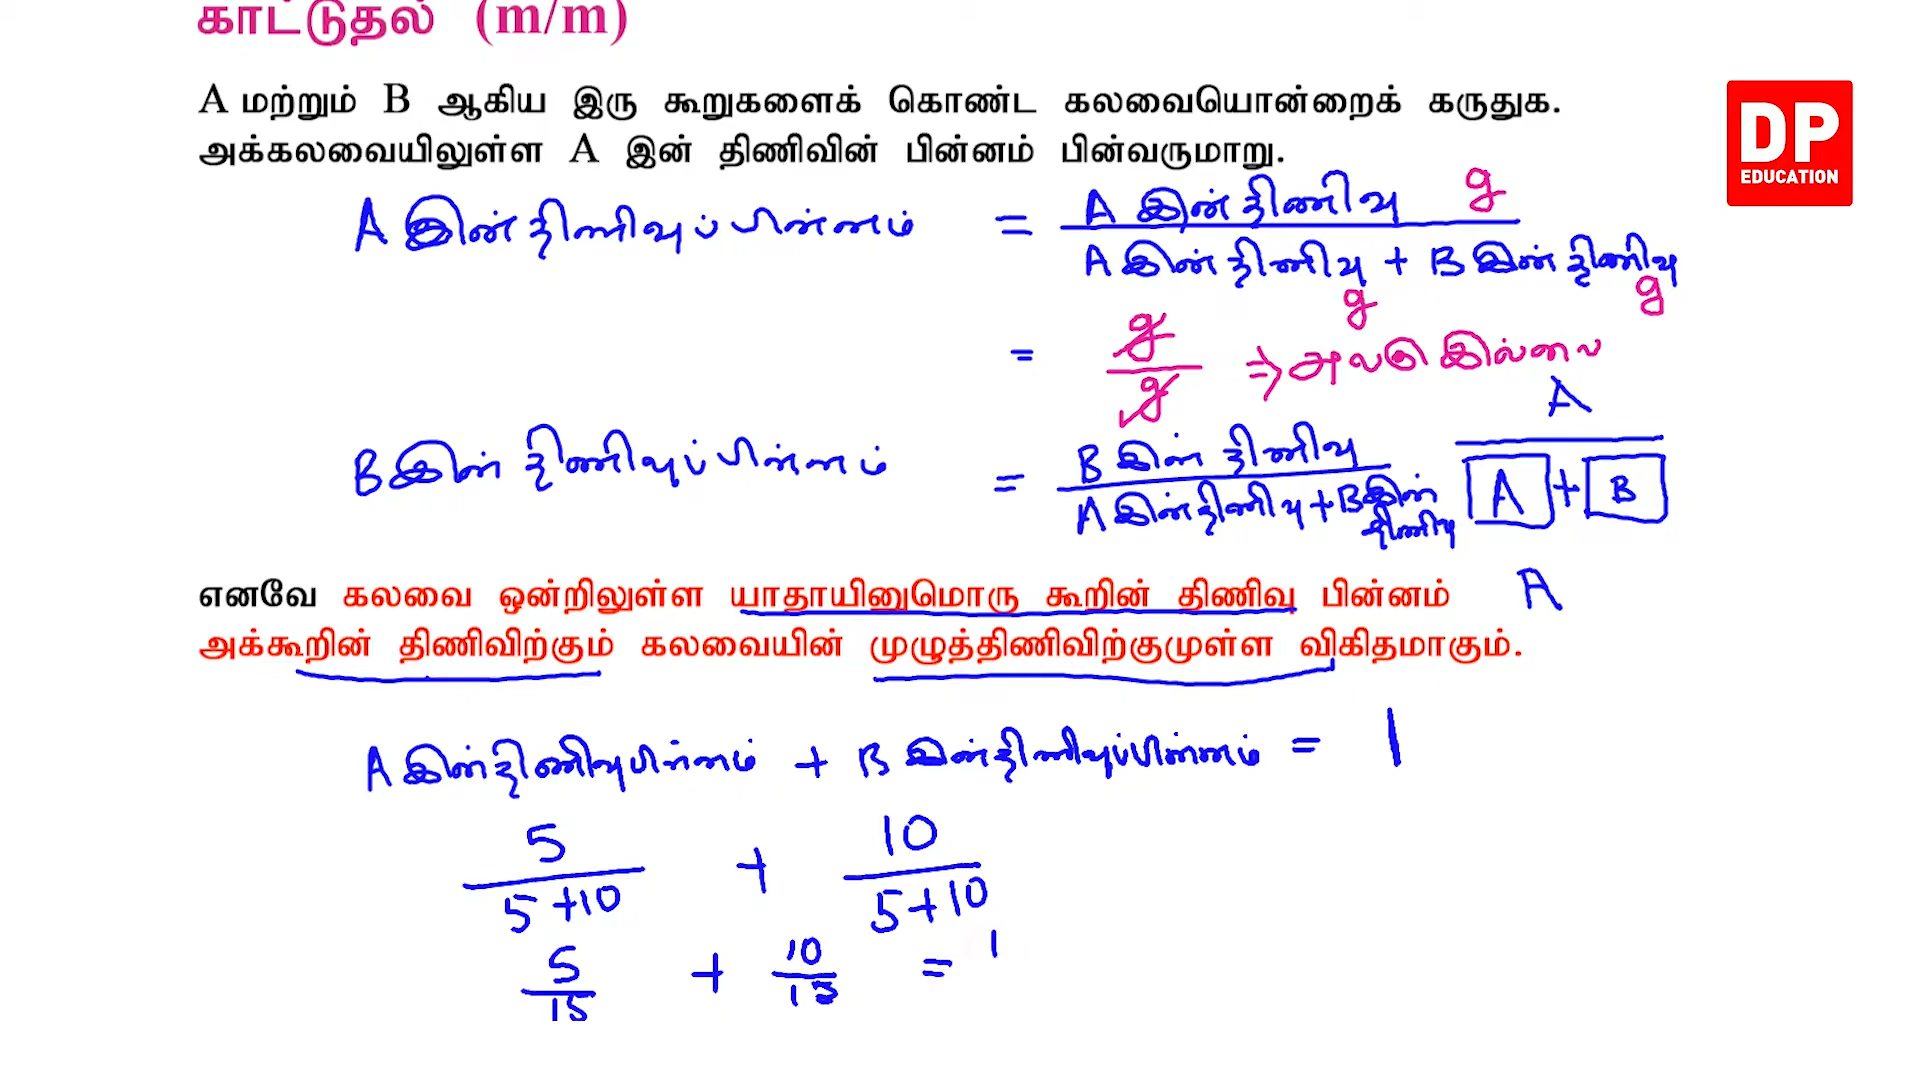 காட்டுதல் (m/m)
A மற்றும் B ஆகிய இரு கூறுகளைக் கொண்ட கலவையொன்றைக் கருதுக.
அக்கலவையிலுள்ள A இன் திணிவின் பின்னம் பின்வருமாறு.
DP
EDUCATION
A இன் திணிவுப்பின்னம் = A இன் திணிவு g
A இன் திணிவு + B இன் திணிவு
g g
= g/g ⇒ அலகு இல்லை
B இன் திணிவுப்பின்னம் = B இன் திணிவு
A இன் திணிவு + B இன் திணிவு
A
A + B
எனவே கலவை ஒன்றிலுள்ள யாதாயினுமொரு கூறின் திணிவு பின்னம் A
அக்கூறின் திணிவிற்கும் கலவையின் முழுத்திணிவிற்குமுள்ள விகிதமாகும்.
A இன் திணிவுபின்னம் + B இன் திணிவுப்பின்னம் = 1
5 + 10
5+10 5+10
5/15 + 10/15 = 1